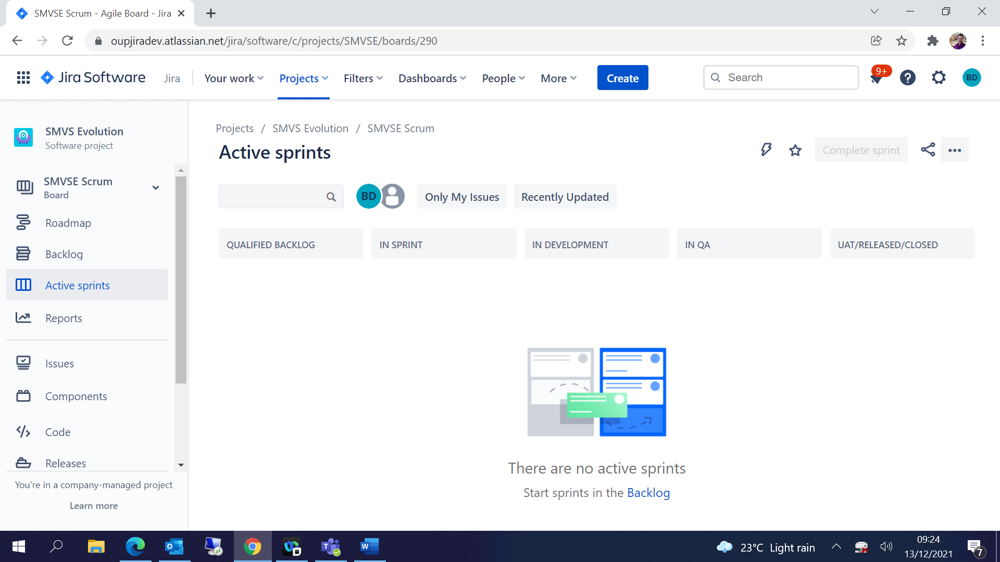 SMVSE Scrum - Agile Board - Jira
oupjiradev.atlassian.net/jira/software/c/projects/SMVSE/boards/290
Jira Software
Jira
Your work
Projects
Filters
Dashboards
People
More
Create
Search
9+
BD
SMVS Evolution
Software project
SMVSE Scrum
Board
Roadmap
Backlog
Active sprints
Reports
Issues
Components
Code
Releases
You're in a company-managed project
Learn more
Projects / SMVS Evolution / SMVSE Scrum
Active sprints
Complete sprint
BD
Only My Issues
Recently Updated
QUALIFIED BACKLOG
IN SPRINT
IN DEVELOPMENT
IN QA
UAT/RELEASED/CLOSED
There are no active sprints
Start sprints in the Backlog
23°C Light rain
09:24
13/12/2021
7